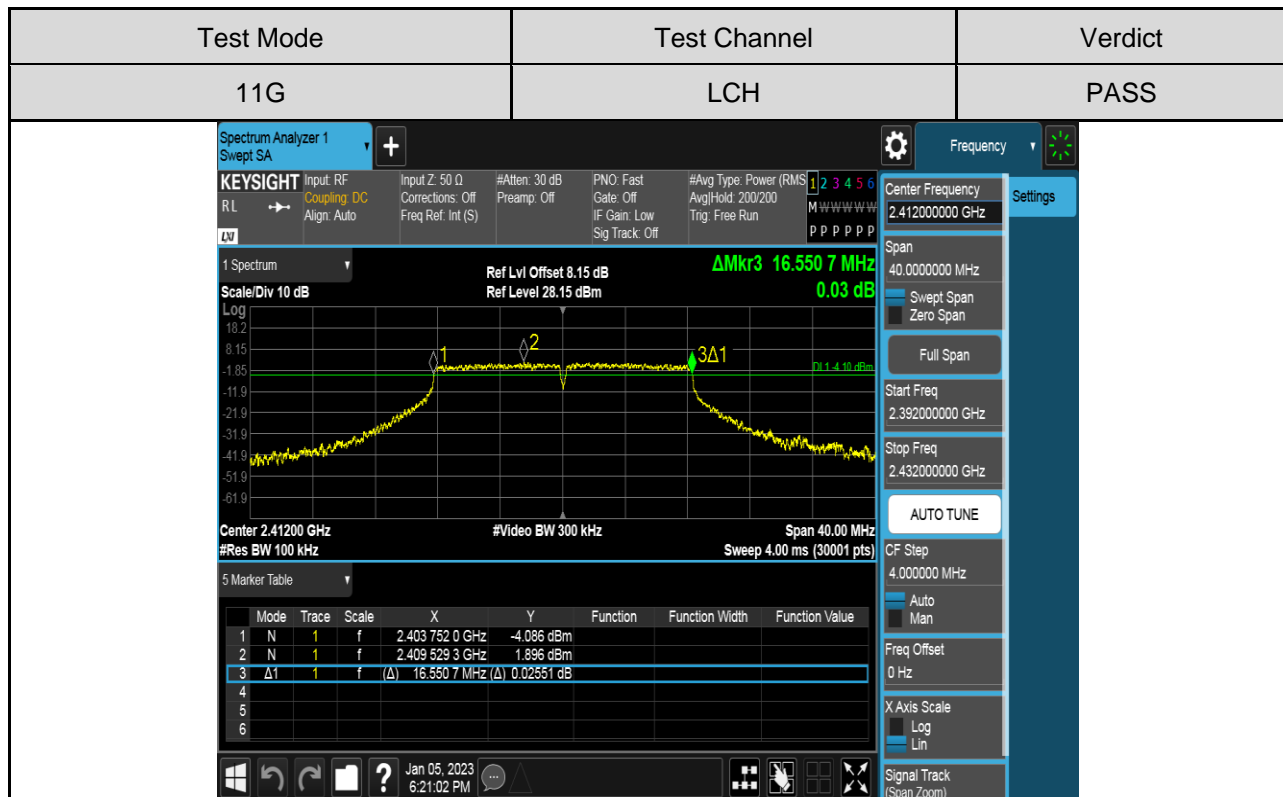 Test Mode Test Channel Verdict
11G LCH PASS
Spectrum Analyzer 1
Swept SA
+
Frequency
KEYSIGHT Input: RF Input Z: 50 Ω #Atten: 30 dB PNO: Fast #Avg Type: Power (RMS 1 2 3 4 5 6
RL Coupling: DC Corrections: Off Preamp: Off Gate: Off Avg|Hold: 200/200 M W W W W W
Align: Auto Freq Ref: Int (S) IF Gain: Low Trig: Free Run
LXI Sig Track: Off P P P P P P
1 Spectrum Ref Lvl Offset 8.15 dB ΔMkr3 16.550 7 MHz
Scale/Div 10 dB Ref Level 28.15 dBm 0.03 dB
Log
18.2
8.15
-1.85
-11.9
-21.9
-31.9
-41.9
-51.9
-61.9
1
2
3Δ1
DL1 -4.10 dBm
Center 2.41200 GHz #Video BW 300 kHz Span 40.00 MHz
#Res BW 100 kHz Sweep 4.00 ms (30001 pts)
5 Marker Table
Mode Trace Scale X Y Function Function Width Function Value
1 N 1 f 2.403 752 0 GHz -4.086 dBm
2 N 1 f 2.409 529 3 GHz 1.896 dBm
3 Δ1 1 f (Δ) 16.550 7 MHz (Δ) 0.02551 dB
4
5
6
?
Jan 05, 2023
6:21:02 PM
Center Frequency
2.412000000 GHz
Settings
Span
40.0000000 MHz
Swept Span
Zero Span
Full Span
Start Freq
2.392000000 GHz
Stop Freq
2.432000000 GHz
AUTO TUNE
CF Step
4.000000 MHz
Auto
Man
Freq Offset
0 Hz
X Axis Scale
Log
Lin
Signal Track
(Span Zoom)